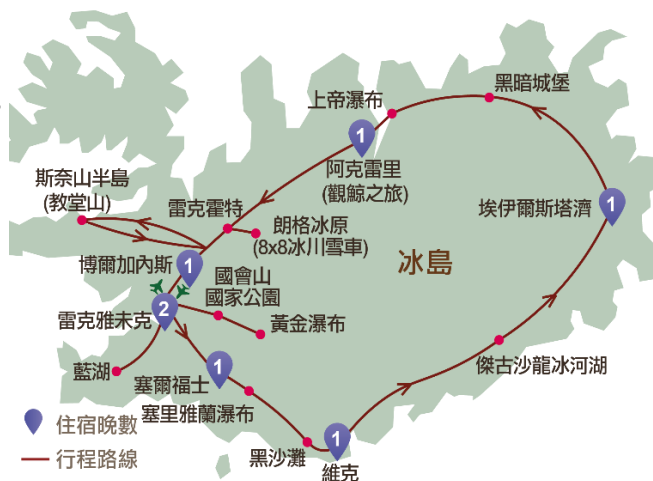 黑暗城堡
上帝瀑布
1
阿克雷里
(觀鯨之旅)
斯奈山半島
(教堂山)
雷克霍特
朗格冰原
(8x8冰川雪車)
埃伊爾斯塔濟
1
冰島
博爾加內斯
1
國會山
國家公園
雷克雅未克
2
黃金瀑布
藍湖
塞爾福士
1
塞里雅蘭瀑布
傑古沙龍冰河湖
黑沙灘
1
維克
住宿晚數
行程路線